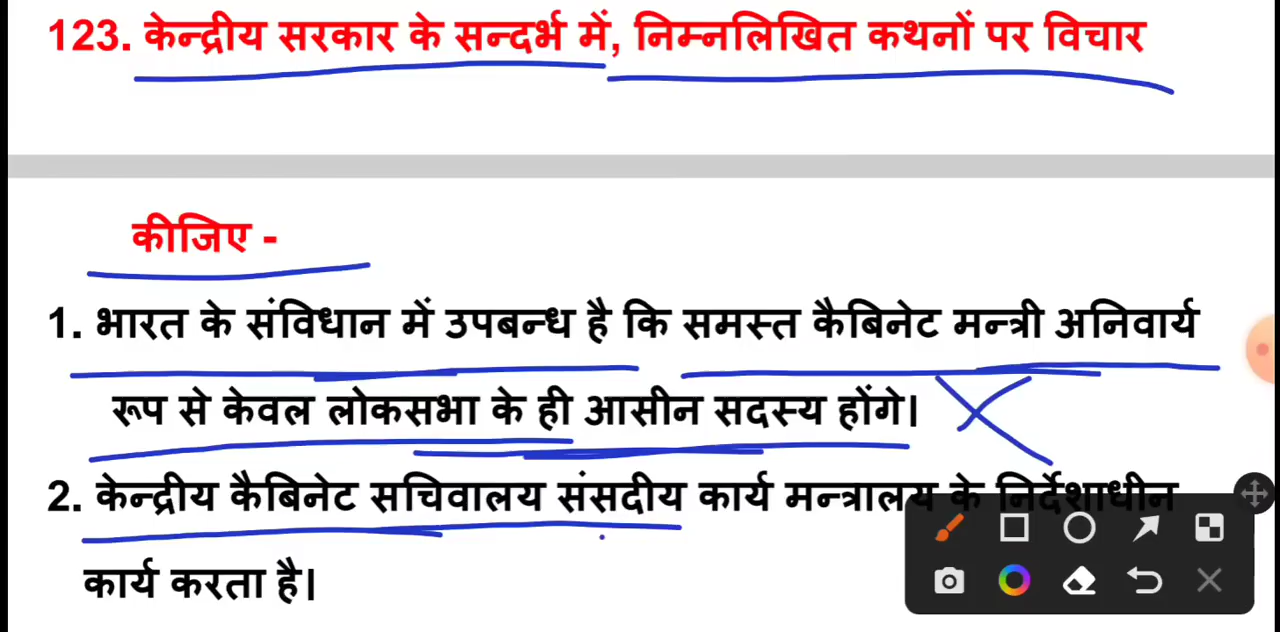 123. केन्द्रीय सरकार के सन्दर्भ में, निम्नलिखित कथनों पर विचार
कीजिए -
1. भारत के संविधान में उपबन्ध है कि समस्त कैबिनेट मन्त्री अनिवार्य
रूप से केवल लोकसभा के ही आसीन सदस्य होंगे।
2. केन्द्रीय कैबिनेट सचिवालय संसदीय कार्य मन्त्रालय के निर्देशाधीन
कार्य करता है।